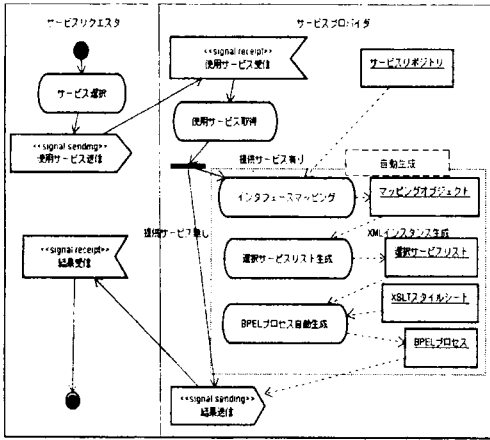 サービスリクエスタ
サービスプロバイダ
<<signal receipt>>
使用サービス受信
サービスリポジトリ
サービス選択
使用サービス取得
<<signal sending>>
使用サービス送信
提供サービス有り
自動生成
インタフェースマッピング
マッピングオブジェクト
提供サービス無し
XMLインスタンス生成
<<signal receipt>>
結果受信
選択サービスリスト生成
選択サービスリスト
XSLTスタイルシート
BPELプロセス自動生成
BPELプロセス
<<signal sending>>
結果送信